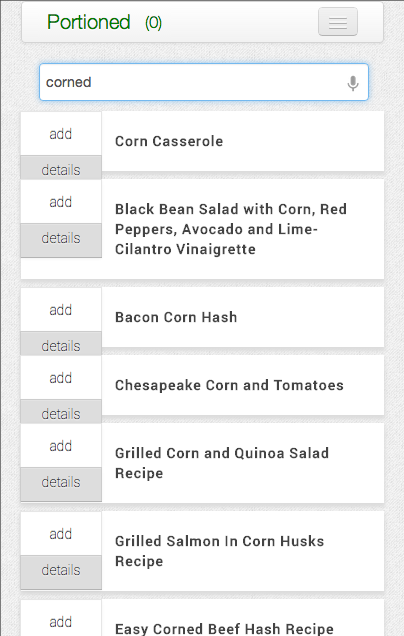 Portioned (0)
corned
add
details
Corn Casserole
add
details
Black Bean Salad with Corn, Red
Peppers, Avocado and Lime-
Cilantro Vinaigrette
add
details
Bacon Corn Hash
add
details
Chesapeake Corn and Tomatoes
add
details
Grilled Corn and Quinoa Salad
Recipe
add
details
Grilled Salmon In Corn Husks
Recipe
add
Easy Corned Beef Hash Recipe